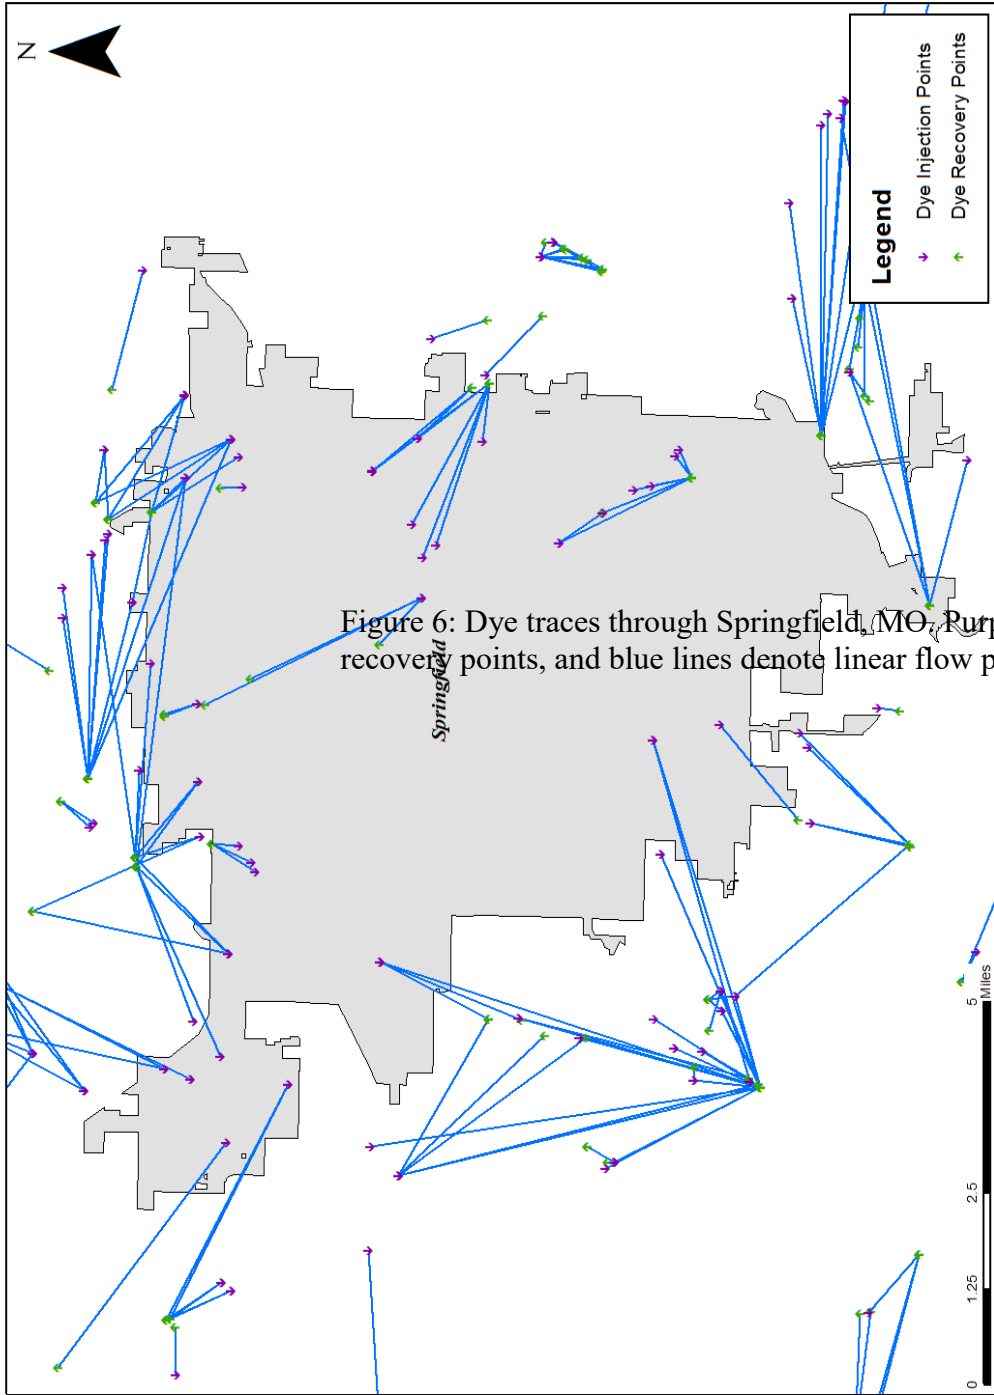 N
Legend
Dye Injection Points
Dye Recovery Points
Springfield
Figure 6: Dye traces through Springfield, MO. Purp
recovery points, and blue lines denote linear flow p
0 1.25 2.5 5
Miles